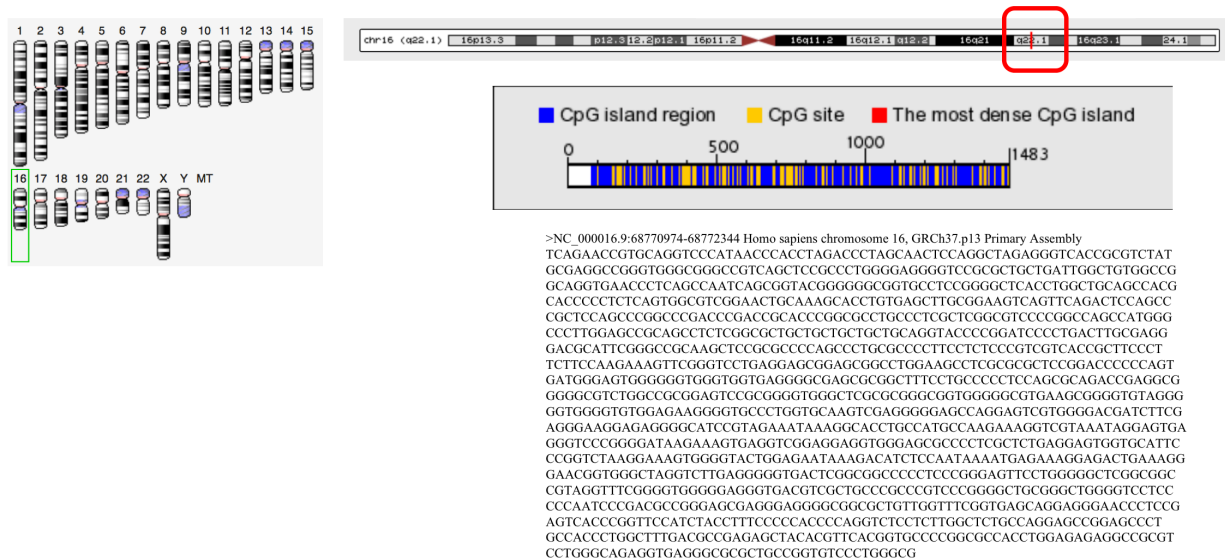 1 2 3 4 5 6 7 8 9 10 11 12 13 14 15
16 17 18 19 20 21 22 X Y MT
chr16 (q22.1) 16p13.3 p12.3 12.2 p12.1 16p11.2 16q11.2 16q12.1 q12.2 16q21 q22.1 16q23.1 24.1
CpG island region CpG site The most dense CpG island
0 500 1000 1483
>NC_000016.9:68770974-68772344 Homo sapiens chromosome 16, GRCh37.p13 Primary Assembly
TCAGAACCGTGCAGGTCCCATAACCCACCTAGACCCTAGCAACTCCAGGCTAGAGGGTCACCGCGTCTAT
GCGAGGCCGGGTGGGCGGGCCGTCAGCTCCGCCCTGGGGAGGGGTCCGCGCTGCTGATTGGCTGTGGCCG
GCAGGTGAACCCTCAGCCAATCAGCGGTACGGGGGGCGGTGCCTCCGGGGCTCACCTGGCTGCAGCCACG
CACCCCCTCTCAGTGGCGTCGGAACTGCAAAGCACCTGTGAGCTTGCGGAAGTCAGTTCAGACTCCAGCC
CGCTCCAGCCCGGCCCGACCCGACCGCACCCGGCGCCTGCCCTCGCTCGGCGTCCCCGGCCAGCCATGGG
CCCTTGGAGCCGCAGCCTCTCGGCGCTGCTGCTGCTGCTGCAGGTACCCCGGATCCCCTGACTTGCGAGG
GACGCATTCGGGCCGCAAGCTCCGCGCCCCAGCCCTGCGCCCCTTCCTCTCCCGTCGTCACCGCTTCCCT
TCTTCCAAGAAAGTTCGGGTCCTGAGGAGCGGAGCGGCCTGGAAGCCTCGCGCGCTCCGGACCCCCCAGT
GATGGGAGTGGGGGGTGGGTGGTGAGGGGCGAGCGCGGCTTTCCTGCCCCCTCCAGCGCAGACCGAGGCG
GGGGCGTCTGGCCGCGGAGTCCGCGGGGTGGGCTCGCGCGGGCGGTGGGGGCGTGAAGCGGGGTGTAGGG
GGTGGGGTGTGGAGAAGGGGTGCCCTGGTGCAAGTCGAGGGGGAGCCAGGAGTCGTGGGGACGATCTTCG
AGGGAAGGAGAGGGGCATCCGTAGAAATAAAGGCACCTGCCATGCCAAGAAAGGTCGTAAATAGGAGTGA
GGGTCCCGGGGATAAGAAAGTGAGGTCGGAGGAGGTGGGAGCGCCCCTCGCTCTGAGGAGTGGTGCATTC
CCGGTCTAAGGAAAGTGGGGTACTGGAGAATAAAGACATCTCCAATAAAATGAGAAAGGAGACTGAAAGG
GAACGGTGGGCTAGGTCTTGAGGGGGTGACTCGGCGGCCCCCTCCCGGGAGTTCCTGGGGGCTCGGCGGC
CGTAGGTTTCGGGGTGGGGGAGGGTGACGTCGCTGCCCGCCCGTCCCGGGGCTGCGGGCTGGGGTCCTCC
CCCAATCCCGACGCCGGGAGCGAGGGAGGGGCGGCGCTGTTGGTTTCGGTGAGCAGGAGGGAACCCTCCG
AGTCACCCGGTTCCATCTACCTTTCCCCCACCCCAGGTCTCCTCTTGGCTCTGCCAGGAGCCGGAGCCCT
GCCACCCTGGCTTTGACGCCGAGAGCTACACGTTCACGGTGCCCCGGCGCCACCTGGAGAGAGGCCGCGT
CCTGGGCAGAGGTGAGGGCGCGCTGCCGGTGTCCCTGGGCG